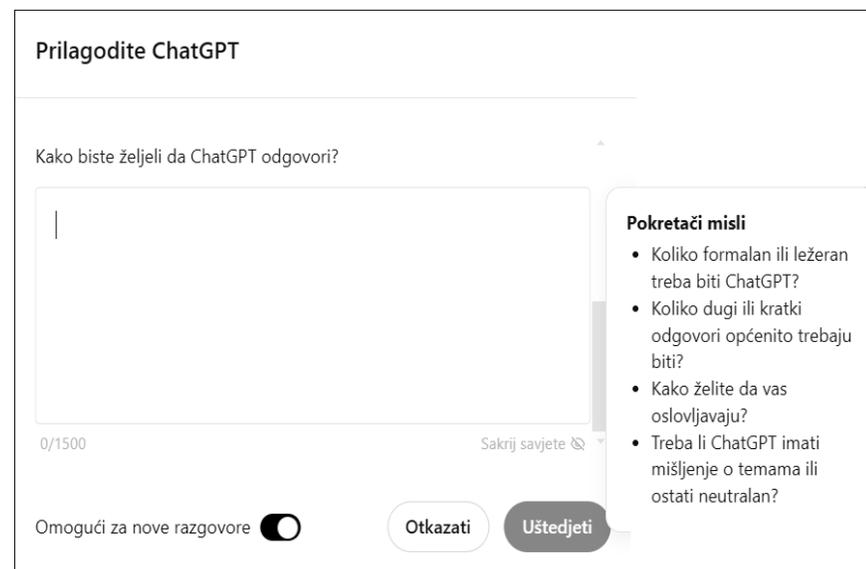 Prilagodite ChatGPT
Kako biste željeli da ChatGPT odgovori?
Pokretači misli
• Koliko formalan ili ležeran
treba biti ChatGPT?
• Koliko dugi ili kratki
odgovori općenito trebaju
biti?
• Kako želite da vas
oslovljavaju?
• Treba li ChatGPT imati
mišljenje o temama ili
ostati neutralan?
0/1500
Sakrij savjete
Omogući za nove razgovore
Otkazati
Uštedjeti